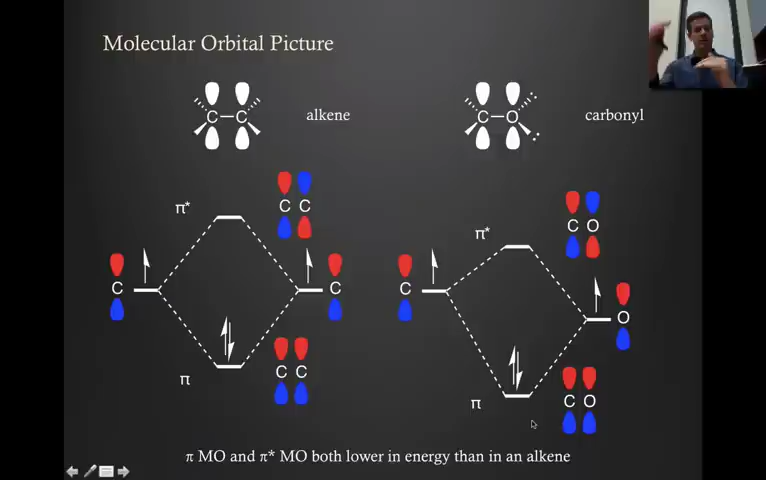 Molecular Orbital Picture
C C alkene
C O carbonyl
π* C C
C C
π C C
π* C O
C O
π C O
π MO and π* MO both lower in energy than in an alkene